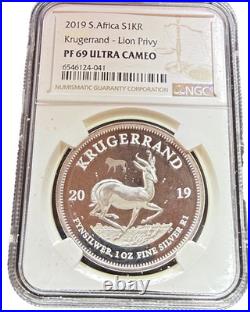 2019 S.Africa S1KR
Krugerrand - Lion Privy
PF 69 ULTRA CAMEO
6546124-041
NUMISMATIC GUARANTY CORPORATION
NGC
KRUGERRAND
20 19
FYNSILWER. 1 OZ FINE SILVER R1